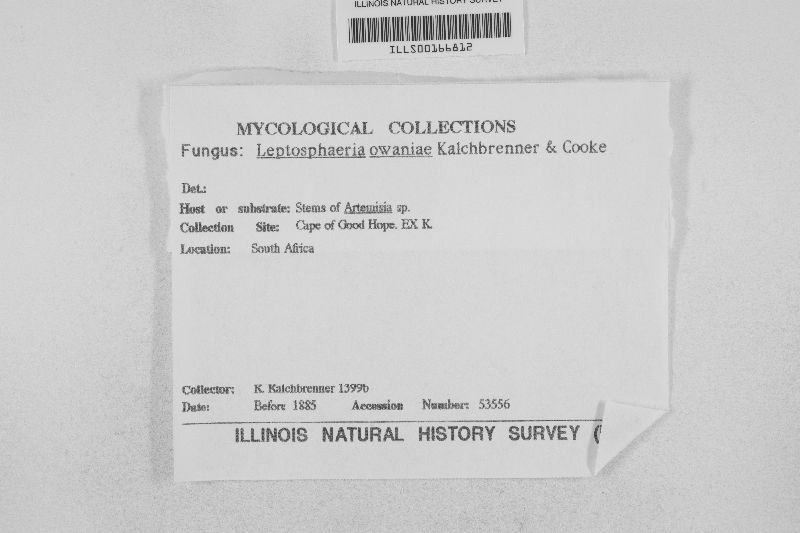 ILLINOIS NATURAL HISTORY SURVEY
ILLS00166812
MYCOLOGICAL COLLECTIONS
Fungus: Leptosphaeria owaniae Kalchbrenner & Cooke
Det.:
Host or substrate: Stems of Artemisia sp.
Collection Site: Cape of Good Hope. EX K.
Location: South Africa
Collector: K. Kalchbrenner 1399b
Date: Before 1885 Accession Number: 53556
ILLINOIS NATURAL HISTORY SURVEY (